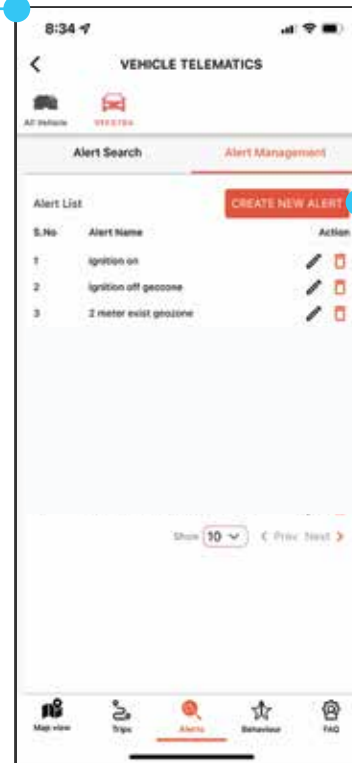 8:34
VEHICLE TELEMATICS
All Vehicle
Alert Search Alert Management
Alert List CREATE NEW ALERT
S.No Alert Name Action
1 Ignition on
2 Ignition off geozone
3 2 meter exist geozone
Show 10 Prev Next
Map view Trips Alerts Behaviour FAQ